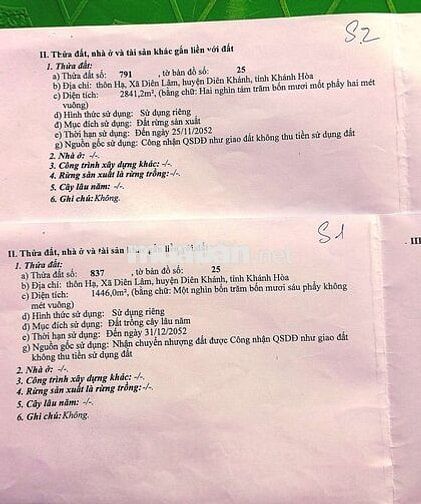 S.2
II. Thửa đất, nhà ở và tài sản khác gắn liền với đất
1. Thửa đất:
a) Thửa đất số: 791 , tờ bản đồ số: 25
b) Địa chỉ: thôn Hạ, Xã Diên Lâm, huyện Diên Khánh, tỉnh Khánh Hòa
c) Diện tích: 2841,2m², (bằng chữ: Hai nghìn tám trăm bốn mươi mốt phẩy hai mét
vuông)
d) Hình thức sử dụng: Sử dụng riêng
đ) Mục đích sử dụng: Đất rừng sản xuất
e) Thời hạn sử dụng: Đến ngày 25/11/2052
g) Nguồn gốc sử dụng: Công nhận QSDĐ như giao đất không thu tiền sử dụng đất
2. Nhà ở: -/-.
3. Công trình xây dựng khác: -/-.
4. Rừng sản xuất là rừng trồng: -/-.
5. Cây lâu năm: -/-.
6. Ghi chú: Không.
S1
II. Thửa đất, nhà ở và tài sản liền
III
1. Thửa đất:
a) Thửa đất số: 837 , tờ bản đồ số: 25
b) Địa chỉ: thôn Hạ, Xã Diên Lâm, huyện Diên Khánh, tỉnh Khánh Hòa
c) Diện tích: 1446,0m², (bằng chữ: Một nghìn bốn trăm bốn mươi sáu phẩy không
mét vuông)
d) Hình thức sử dụng: Sử dụng riêng
đ) Mục đích sử dụng: Đất trồng cây lâu năm
e) Thời hạn sử dụng: Đến ngày 31/12/2052
g) Nguồn gốc sử dụng: Nhận chuyển nhượng đất được Công nhận QSDĐ như giao đất
không thu tiền sử dụng đất
2. Nhà ở: -/-.
3. Công trình xây dựng khác: -/-.
4. Rừng sản xuất là rừng trồng: -/-.
5. Cây lâu năm: -/-.
6. Ghi chú: Không.